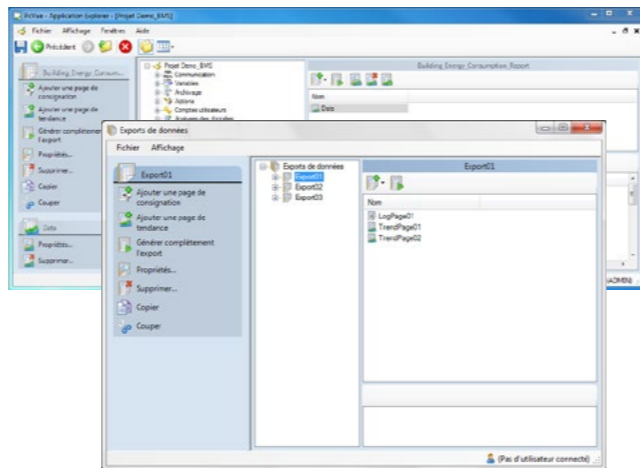 PcVue - Application Explorer - [Projet Demo_BMS]
Fichier Affichage Fenêtres Aide
Précédent
Building_Energy_Consum...
Ajouter une page de
consignation
Ajouter une page de
tendance
Générer complètement
l'export
Propriétés...
Supprimer...
Copier
Couper
Data
Propriétés...
Supprimer...
Projet Demo_BMS
Communication
Variables
Archivage
Actions
Comptes utilisateurs
Building_Energy_Consumption_Report
Nom
Data
(ADMIN)
Exports de données
Fichier Affichage
Export01
Ajouter une page de
consignation
Ajouter une page de
tendance
Générer complètement
l'export
Propriétés...
Supprimer...
Copier
Couper
Exports de données
Export01
Export02
Export03
Export01
Nom
LogPage01
TrendPage01
TrendPage02
(Pas d'utilisateur connecté)